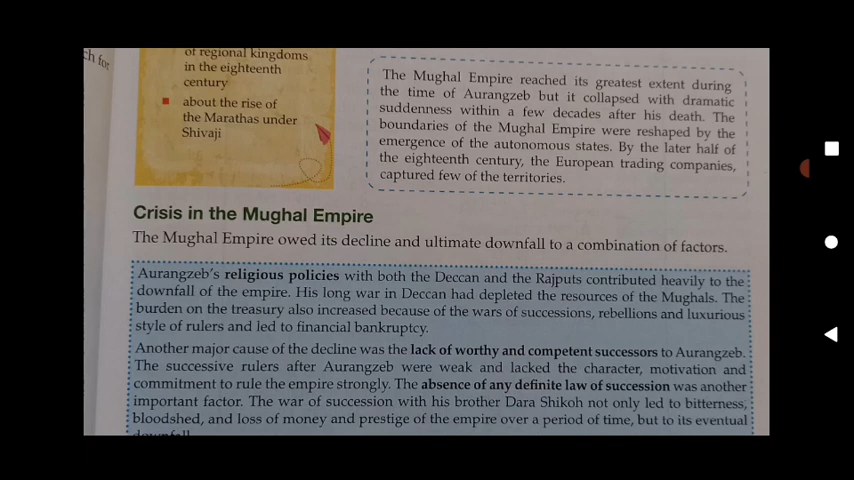 ch for
of regional kingdoms
in the eighteenth
century
about the rise of
the Marathas under
Shivaji
The Mughal Empire reached its greatest extent during
the time of Aurangzeb but it collapsed with dramatic
suddenness within a few decades after his death. The
boundaries of the Mughal Empire were reshaped by the
emergence of the autonomous states. By the later half of
the eighteenth century, the European trading companies,
captured few of the territories.
Crisis in the Mughal Empire
The Mughal Empire owed its decline and ultimate downfall to a combination of factors.
Aurangzeb's religious policies with both the Deccan and the Rajputs contributed heavily to the
downfall of the empire. His long war in Deccan had depleted the resources of the Mughals. The
burden on the treasury also increased because of the wars of successions, rebellions and luxurious
style of rulers and led to financial bankruptcy.
Another major cause of the decline was the lack of worthy and competent successors to Aurangzeb.
The successive rulers after Aurangzeb were weak and lacked the character, motivation and
commitment to rule the empire strongly. The absence of any definite law of succession was another
important factor. The war of succession with his brother Dara Shikoh not only led to bitterness,
bloodshed, and loss of money and prestige of the empire over a period of time, but to its eventual
downfall